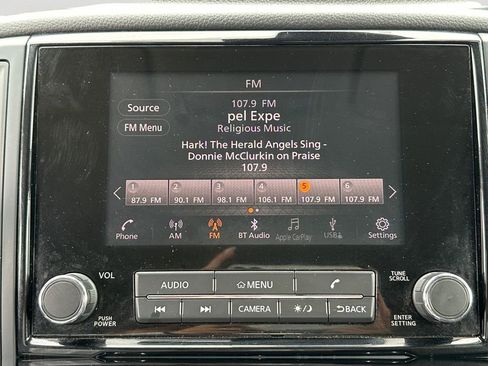 FM
Source
107.9 FM
pel Expe
FM Menu
Religious Music
Hark! The Herald Angels Sing -
Donnie McClurkin on Praise
107.9
1 2 3 4 5 6
87.9 FM 90.1 FM 98.1 FM 106.1 FM 107.9 FM 107.9 FM
Phone AM FM BT Audio Apple CarPlay USB Settings
VOL
AUDIO MENU
TUNE
SCROLL
PUSH
POWER
CAMERA BACK
ENTER
SETTING